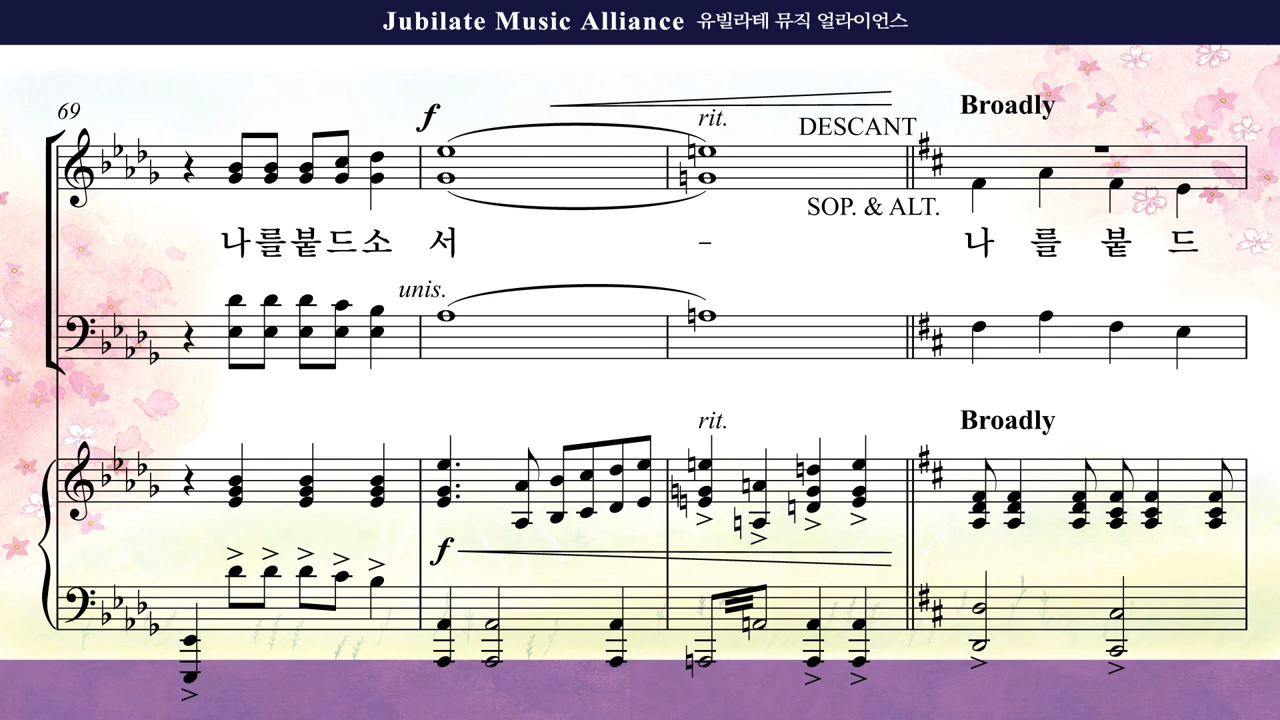 Jubilate Music Alliance 유빌라테 뮤직 얼라이언스
69
f
rit.
DESCANT
Broadly
SOP. & ALT.
나를붙드소 서 - 나 를 붙 드
unis.
rit.
Broadly
f